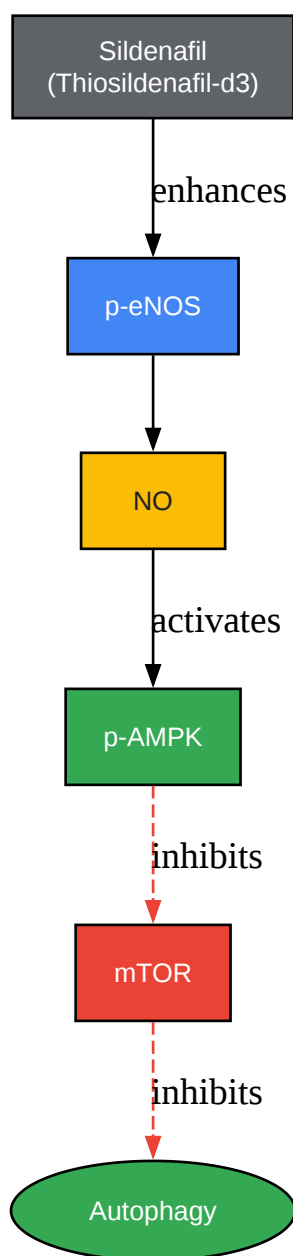 Sildenafil
(Thiosildenafil-d3)
enhances
p-eNOS
NO
activates
p-AMPK
inhibits
mTOR
inhibits
Autophagy